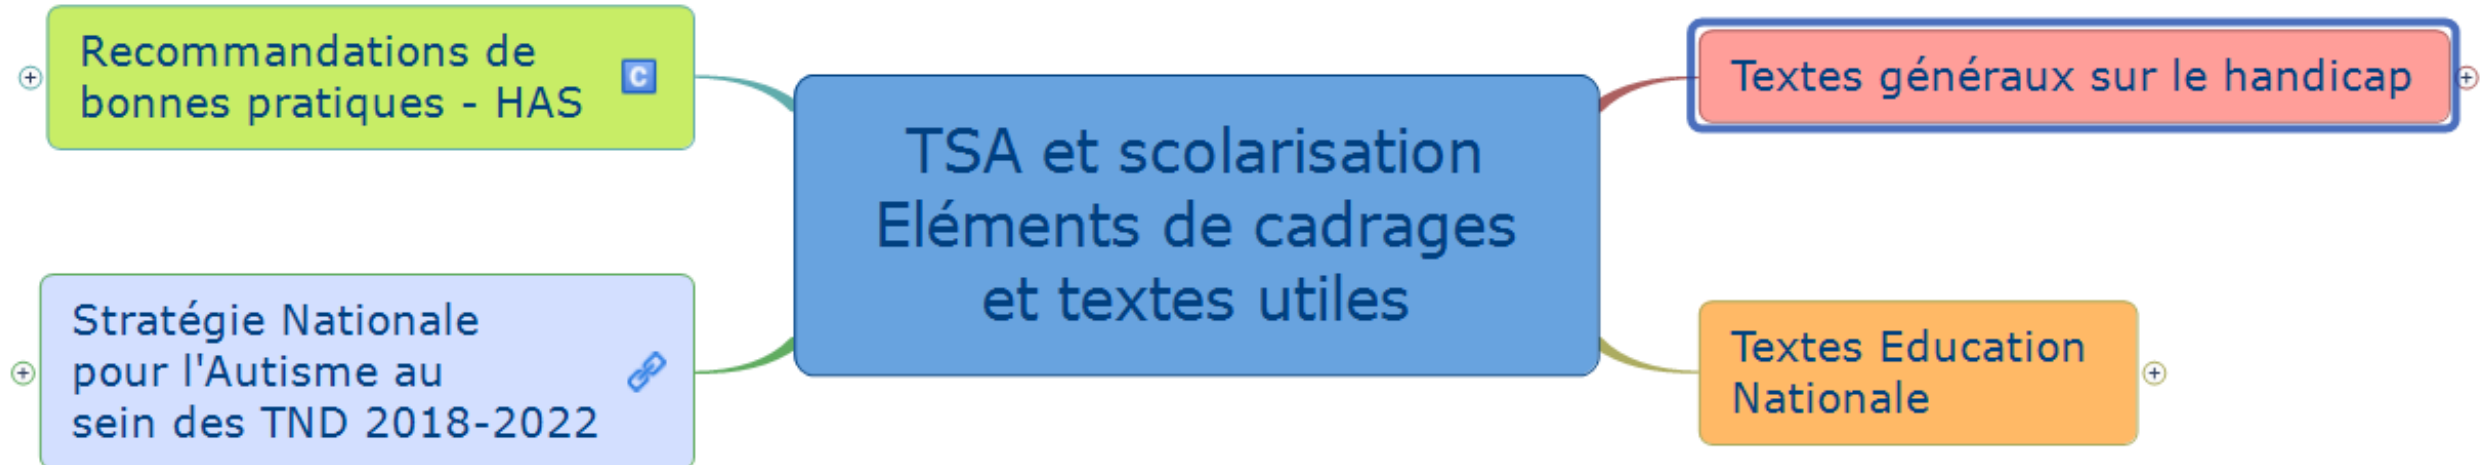 Recommandations de
bonnes pratiques - HAS
C
Stratégie Nationale
pour l'Autisme au
sein des TND 2018-2022
TSA et scolarisation
Eléments de cadrages
et textes utiles
Textes généraux sur le handicap
Textes Education
Nationale